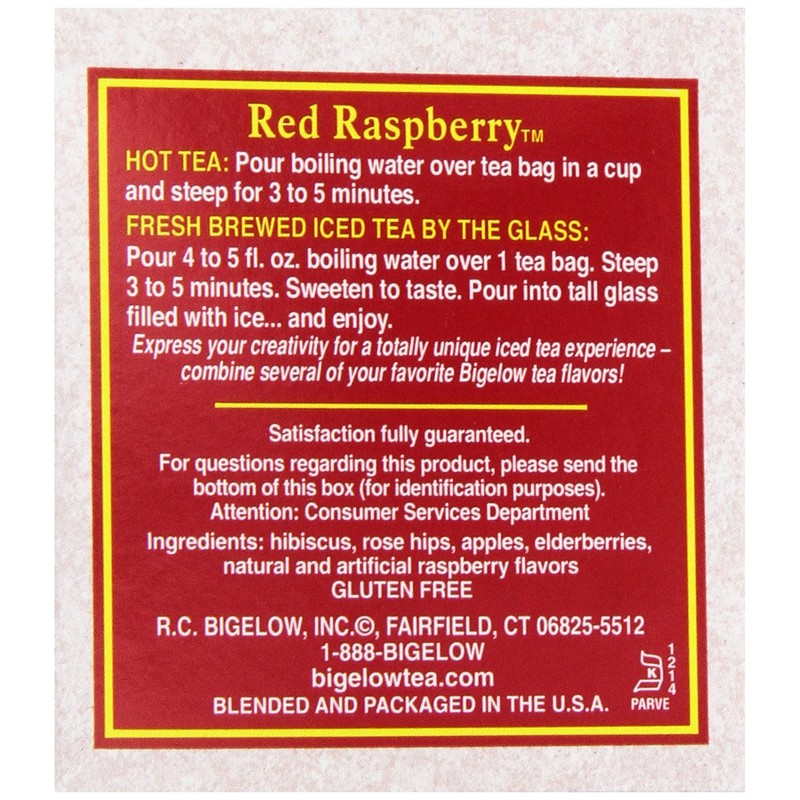 Red Raspberry™
HOT TEA: Pour boiling water over tea bag in a cup
and steep for 3 to 5 minutes.
FRESH BREWED ICED TEA BY THE GLASS:
Pour 4 to 5 fl. oz. boiling water over 1 tea bag. Steep
3 to 5 minutes. Sweeten to taste. Pour into tall glass
filled with ice... and enjoy.
Express your creativity for a totally unique iced tea experience –
combine several of your favorite Bigelow tea flavors!
Satisfaction fully guaranteed.
For questions regarding this product, please send the
bottom of this box (for identification purposes).
Attention: Consumer Services Department
Ingredients: hibiscus, rose hips, apples, elderberries,
natural and artificial raspberry flavors
GLUTEN FREE
R.C. BIGELOW, INC.©, FAIRFIELD, CT 06825-5512
1-888-BIGELOW
bigelowtea.com
BLENDED AND PACKAGED IN THE U.S.A.
K
PARVE
1214